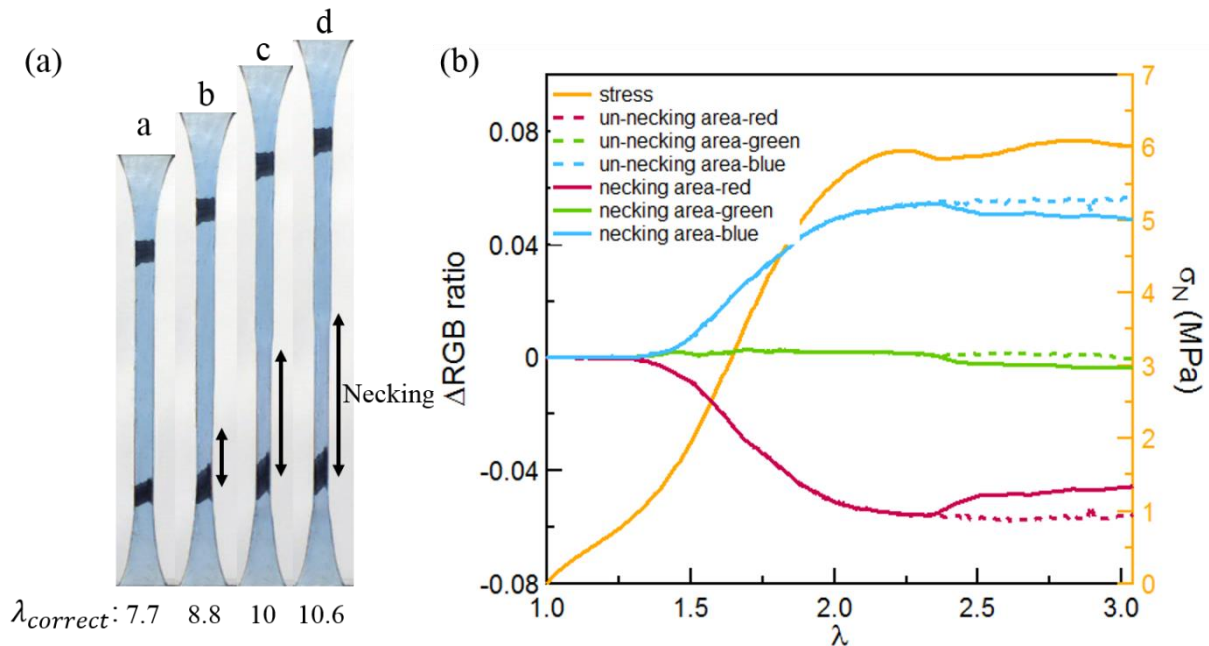 (a)
a
b
c
d
Necking
λcorrect: 7.7 8.8 10 10.6
(b)
stress
un-necking area-red
un-necking area-green
un-necking area-blue
necking area-red
necking area-green
necking area-blue
ΔRGB ratio
0.08
0.04
0
-0.04
-0.08
1.0 1.5 2.0 2.5 3.0
λ
7
6
5
4
3
2
1
0
σN (MPa)